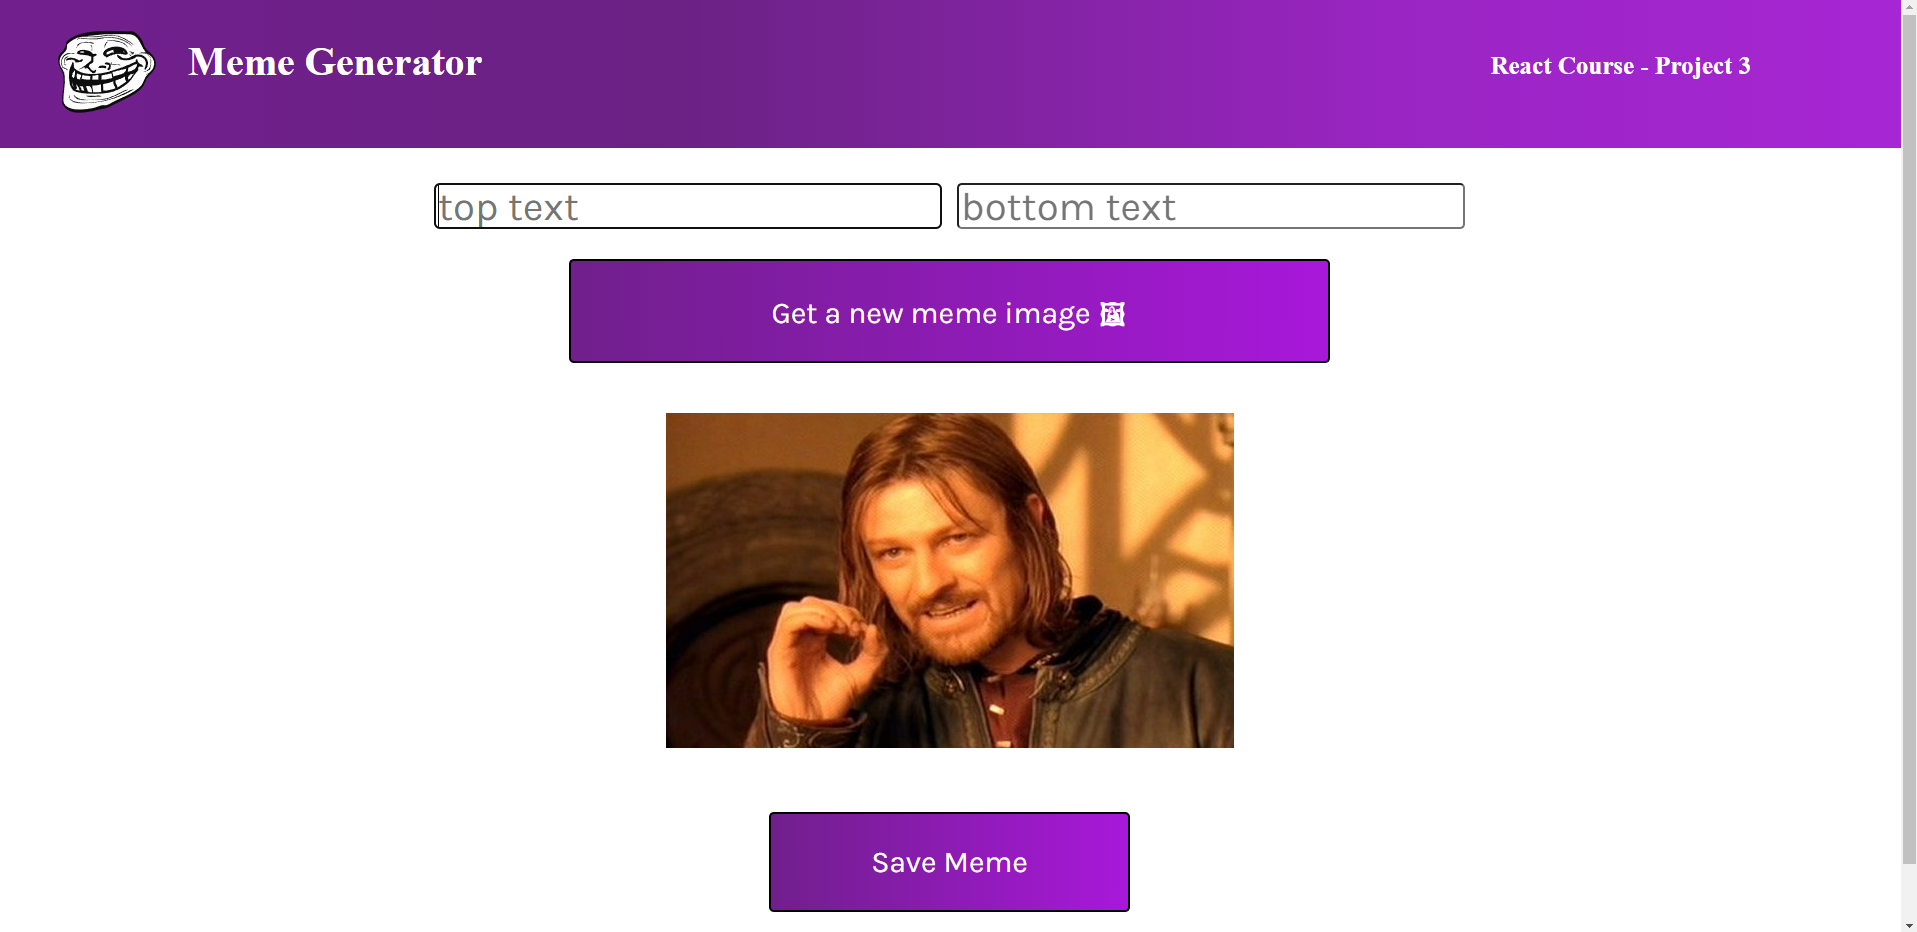 Meme Generator
React Course - Project 3
top text
bottom text
Get a new meme image 🖼
Save Meme